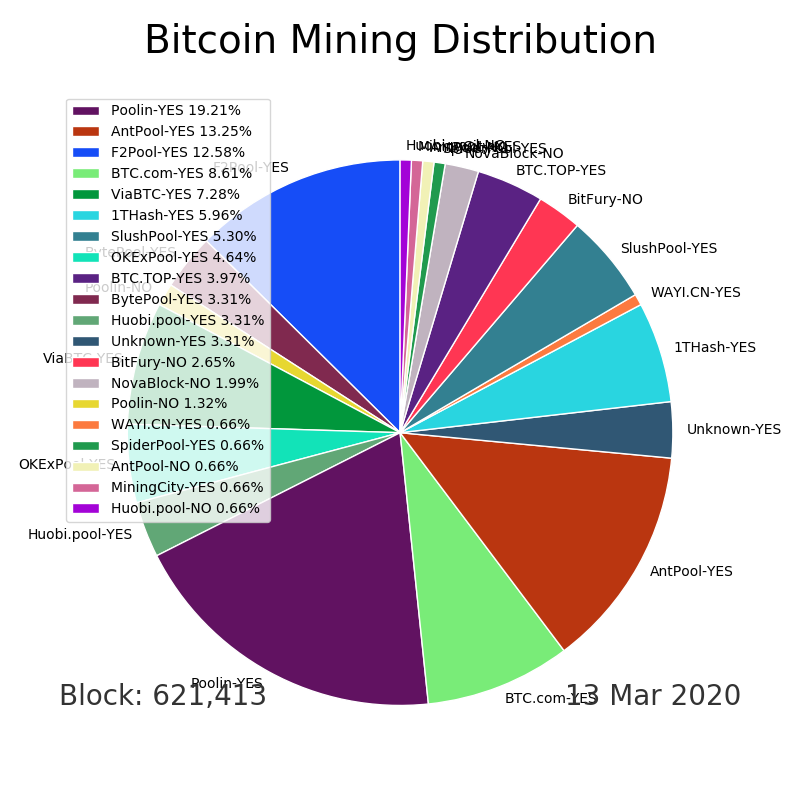 Bitcoin Mining Distribution
Poolin-YES 19.21%
AntPool-YES 13.25%
F2Pool-YES 12.58%
BTC.com-YES 8.61%
ViaBTC-YES 7.28%
1THash-YES 5.96%
SlushPool-YES 5.30%
OKExPool-YES 4.64%
BTC.TOP-YES 3.97%
BytePool-YES 3.31%
Huobi.pool-YES 3.31%
Unknown-YES 3.31%
BitFury-NO 2.65%
NovaBlock-NO 1.99%
Poolin-NO 1.32%
WAYI.CN-YES 0.66%
SpiderPool-YES 0.66%
AntPool-NO 0.66%
MiningCity-YES 0.66%
Huobi.pool-NO 0.66%
Huobi.pool-NO
NovaBlock-NO
BTC.TOP-YES
BitFury-NO
SlushPool-YES
WAYI.CN-YES
1THash-YES
Unknown-YES
AntPool-YES
BTC.com-YES
Poolin-YES
Huobi.pool-YES
OKExPool-YES
ViaBTC-YES
Poolin-NO
BytePool-YES
F2Pool-YES
Block: 621,413
13 Mar 2020